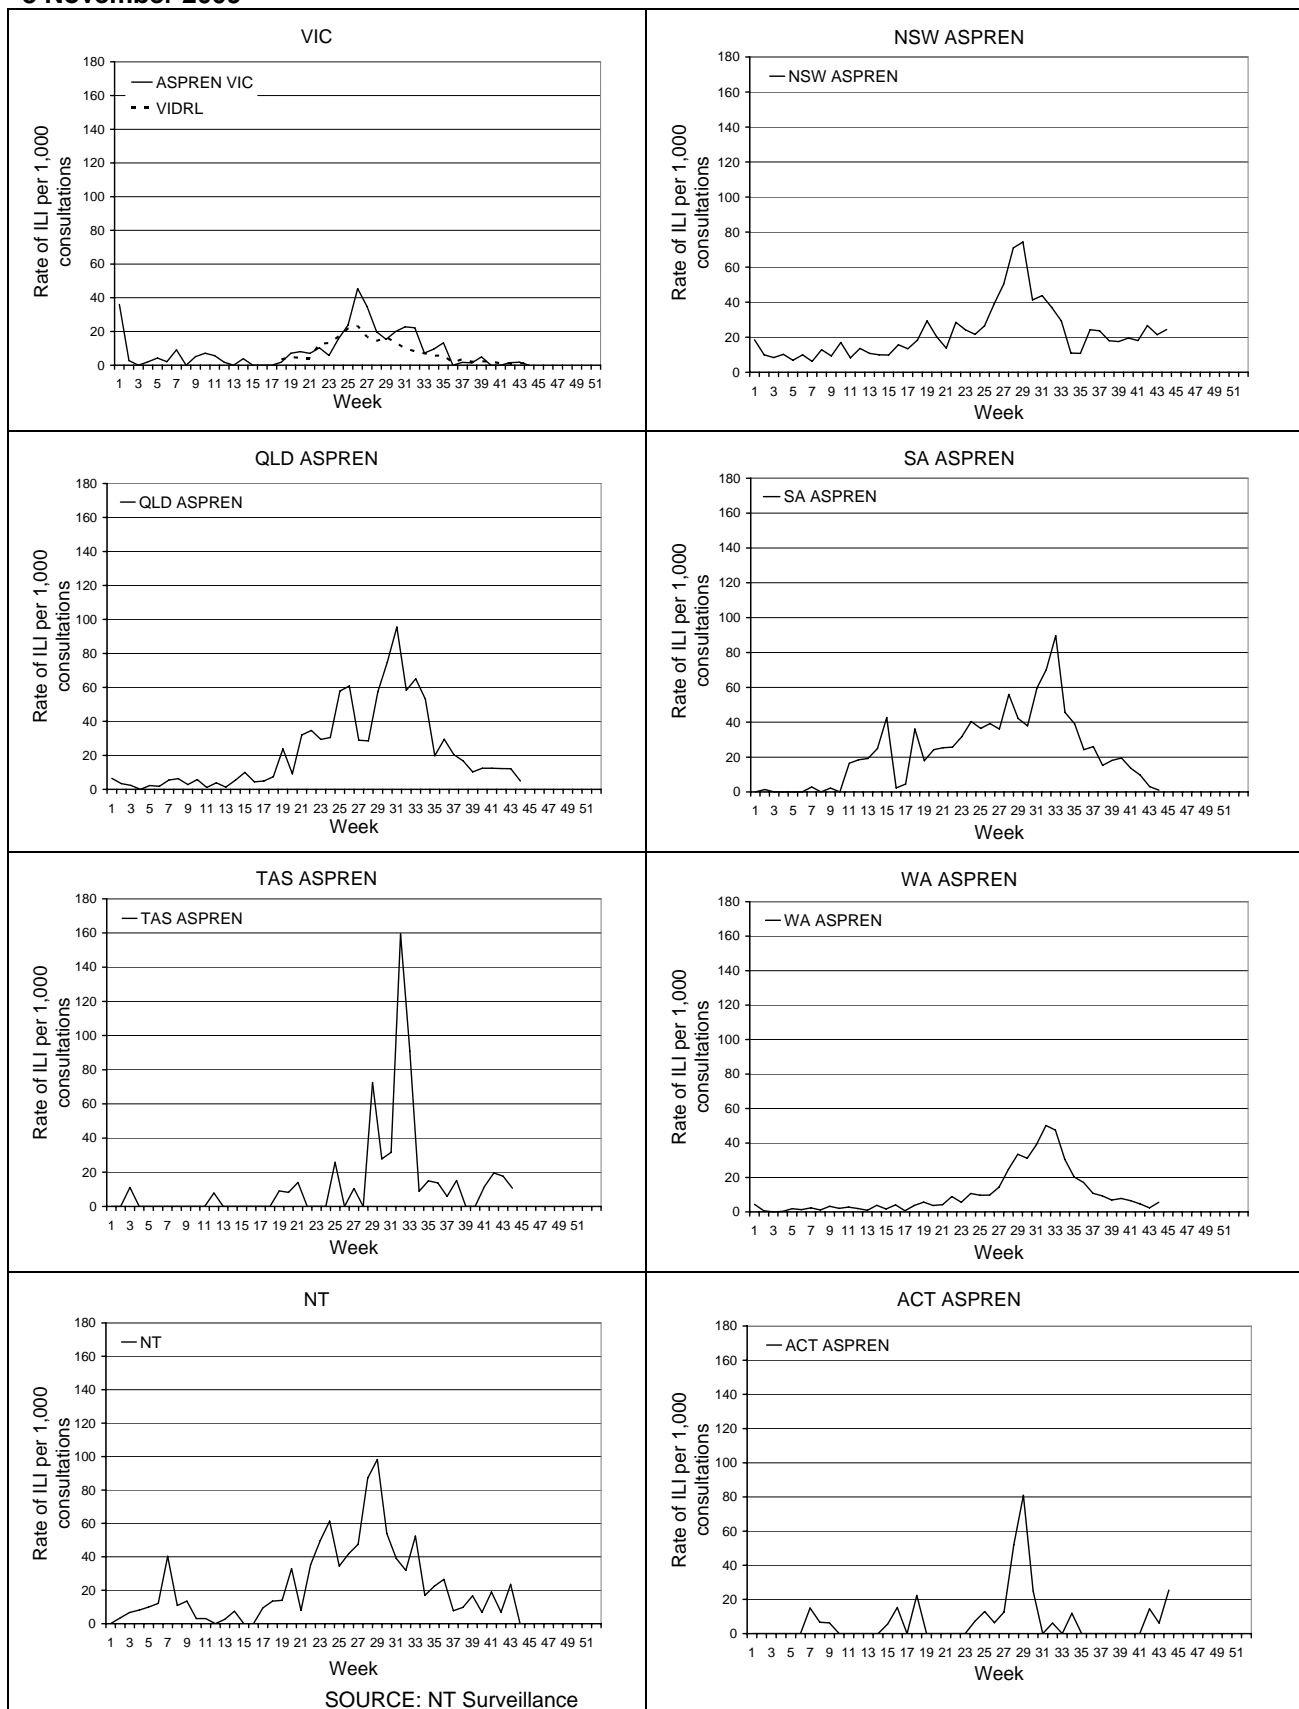 VIC
Rate of ILI per 1,000
consultations
180
160
140
120
100
80
60
40
20
0
ASPREN VIC
VIDRL
1 3 5 7 9 11 13 15 17 19 21 23 25 27 29 31 33 35 37 39 41 43 45 47 49 51
Week
NSW ASPREN
Rate of ILI per 1,000
consultations
180
160
140
120
100
80
60
40
20
0
NSW ASPREN
1 3 5 7 9 11 13 15 17 19 21 23 25 27 29 31 33 35 37 39 41 43 45 47 49 51
Week
QLD ASPREN
Rate of ILI per 1,000
consultations
180
160
140
120
100
80
60
40
20
0
QLD ASPREN
1 3 5 7 9 11 13 15 17 19 21 23 25 27 29 31 33 35 37 39 41 43 45 47 49 51
Week
SA ASPREN
Rate of ILI per 1,000
consultations
180
160
140
120
100
80
60
40
20
0
SA ASPREN
1 3 5 7 9 11 13 15 17 19 21 23 25 27 29 31 33 35 37 39 41 43 45 47 49 51
Week
TAS ASPREN
Rate of ILI per 1,000
consultations
180
160
140
120
100
80
60
40
20
0
TAS ASPREN
1 3 5 7 9 11 13 15 17 19 21 23 25 27 29 31 33 35 37 39 41 43 45 47 49 51
Week
WA ASPREN
Rate of ILI per 1,000
consultations
180
160
140
120
100
80
60
40
20
0
WA ASPREN
1 3 5 7 9 11 13 15 17 19 21 23 25 27 29 31 33 35 37 39 41 43 45 47 49 51
Week
NT
Rate of ILI per 1,000
consultations
180
160
140
120
100
80
60
40
20
0
NT
1 3 5 7 9 11 13 15 17 19 21 23 25 27 29 31 33 35 37 39 41 43 45 47 49 51
Week
SOURCE: NT Surveillance
ACT ASPREN
Rate of ILI per 1,000
consultations
180
160
140
120
100
80
60
40
20
0
ACT ASPREN
1 3 5 7 9 11 13 15 17 19 21 23 25 27 29 31 33 35 37 39 41 43 45 47 49 51
Week